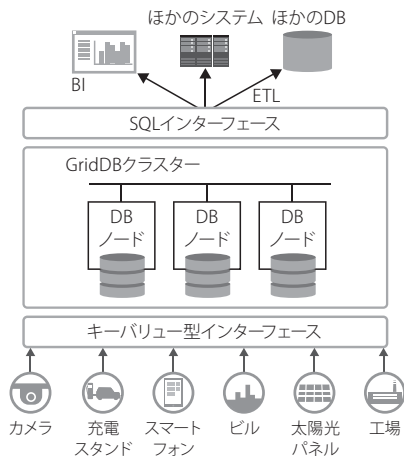 ほかのシステム ほかのDB
BI
ETL
SQLインターフェース
GridDBクラスター
DB
ノード
DB
ノード
DB
ノード
キーバリュー型インターフェース
カメラ
充電
スタンド
スマート
フォン
ビル
太陽光
パネル
工場